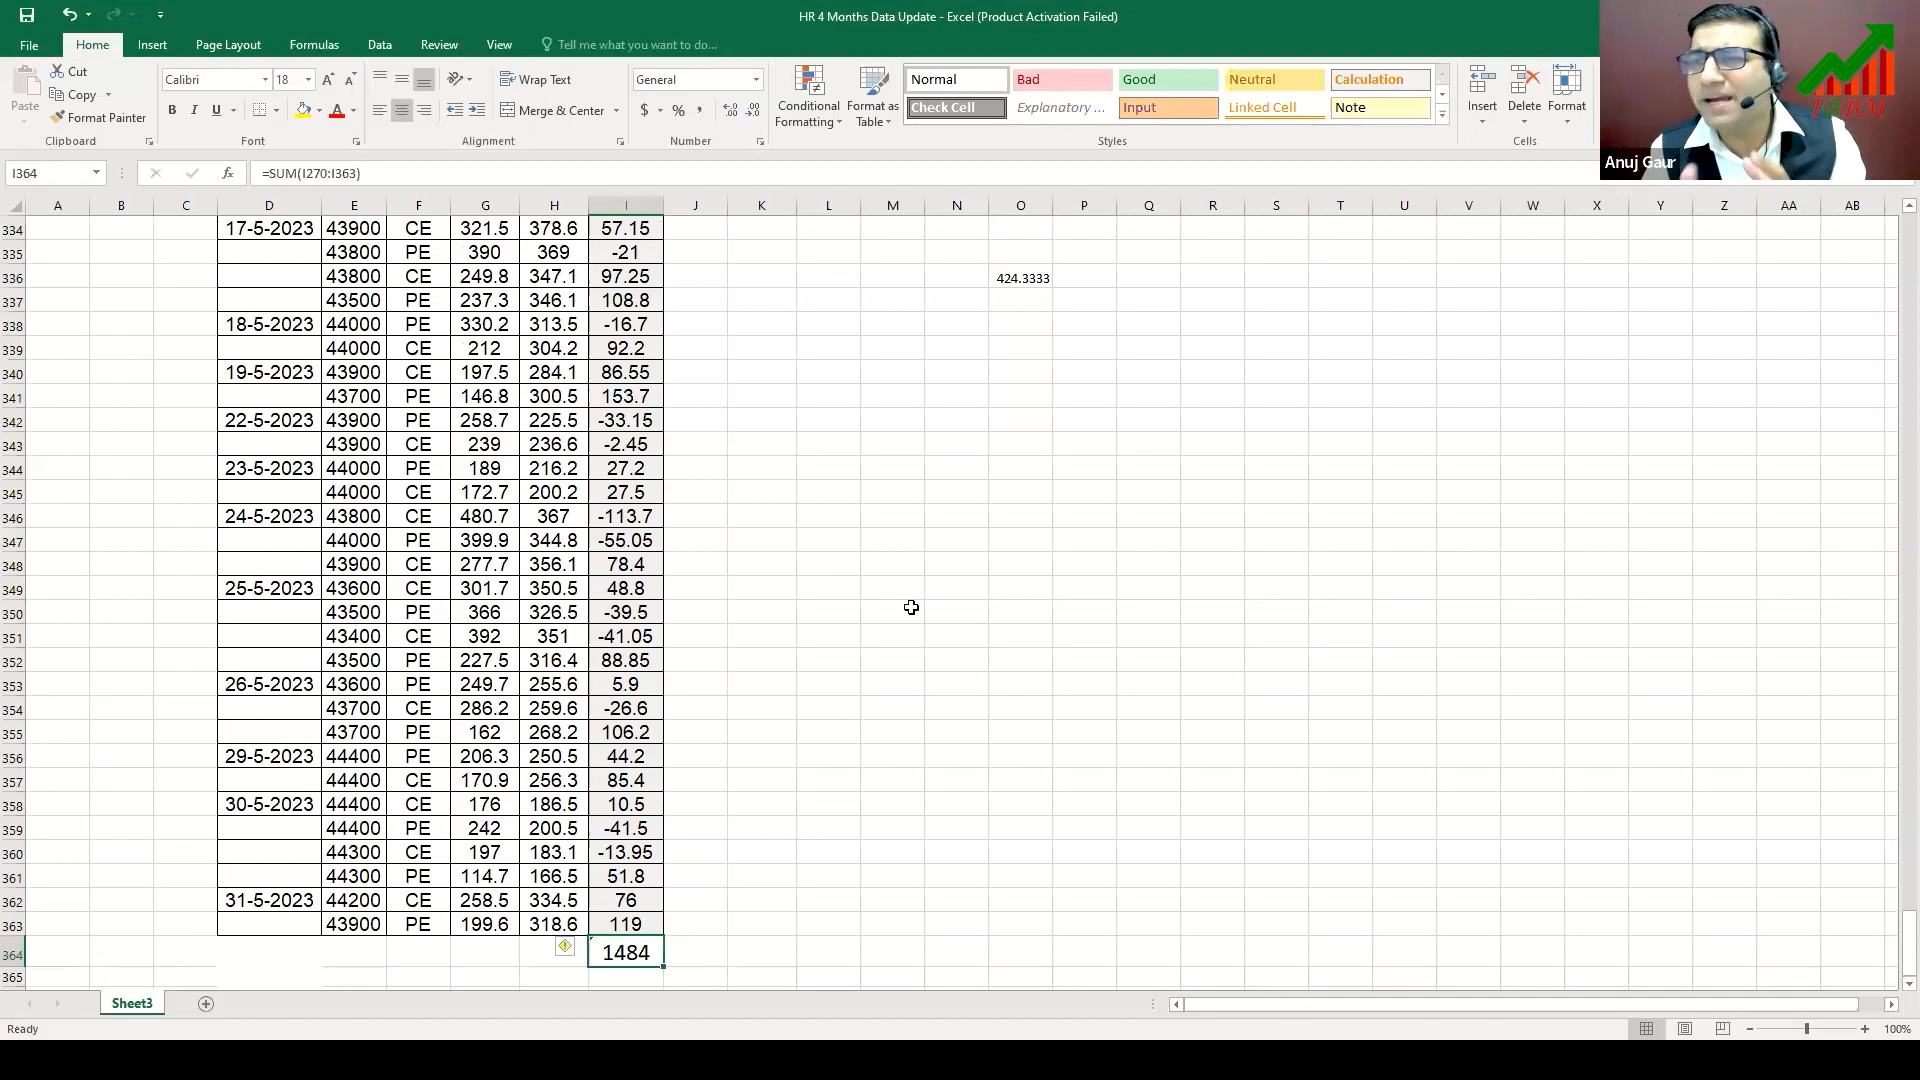 HR 4 Months Data Update - Excel (Product Activation Failed)
File Home Insert Page Layout Formulas Data Review View Tell me what you want to do...
Paste
Cut
Copy
Format Painter
Clipboard
Calibri 18
B I U
Font
Wrap Text
Merge & Center
Alignment
General
$ %
Number
Conditional Formatting
Format as Table
Normal Bad Good Neutral Calculation
Check Cell Explanatory ... Input Linked Cell Note
Styles
Insert Delete Format
Cells
Anuj Gaur
I364 fx =SUM(I270:I363)
A B C D E F G H I J K L M N O P Q R S T U V W X Y Z AA AB
334 17-5-2023 43900 CE 321.5 378.6 57.15
335 43800 PE 390 369 -21
336 43800 CE 249.8 347.1 97.25 424.3333
337 43500 PE 237.3 346.1 108.8
338 18-5-2023 44000 PE 330.2 313.5 -16.7
339 44000 CE 212 304.2 92.2
340 19-5-2023 43900 CE 197.5 284.1 86.55
341 43700 PE 146.8 300.5 153.7
342 22-5-2023 43900 PE 258.7 225.5 -33.15
343 43900 CE 239 236.6 -2.45
344 23-5-2023 44000 PE 189 216.2 27.2
345 44000 CE 172.7 200.2 27.5
346 24-5-2023 43800 CE 480.7 367 -113.7
347 44000 PE 399.9 344.8 -55.05
348 43900 CE 277.7 356.1 78.4
349 25-5-2023 43600 CE 301.7 350.5 48.8
350 43500 PE 366 326.5 -39.5
351 43400 CE 392 351 -41.05
352 43500 PE 227.5 316.4 88.85
353 26-5-2023 43600 PE 249.7 255.6 5.9
354 43700 CE 286.2 259.6 -26.6
355 43700 PE 162 268.2 106.2
356 29-5-2023 44400 PE 206.3 250.5 44.2
357 44400 CE 170.9 256.3 85.4
358 30-5-2023 44400 CE 176 186.5 10.5
359 44400 PE 242 200.5 -41.5
360 44300 CE 197 183.1 -13.95
361 44300 PE 114.7 166.5 51.8
362 31-5-2023 44200 CE 258.5 334.5 76
363 43900 PE 199.6 318.6 119
364 1484
365
Sheet3
Ready 100%